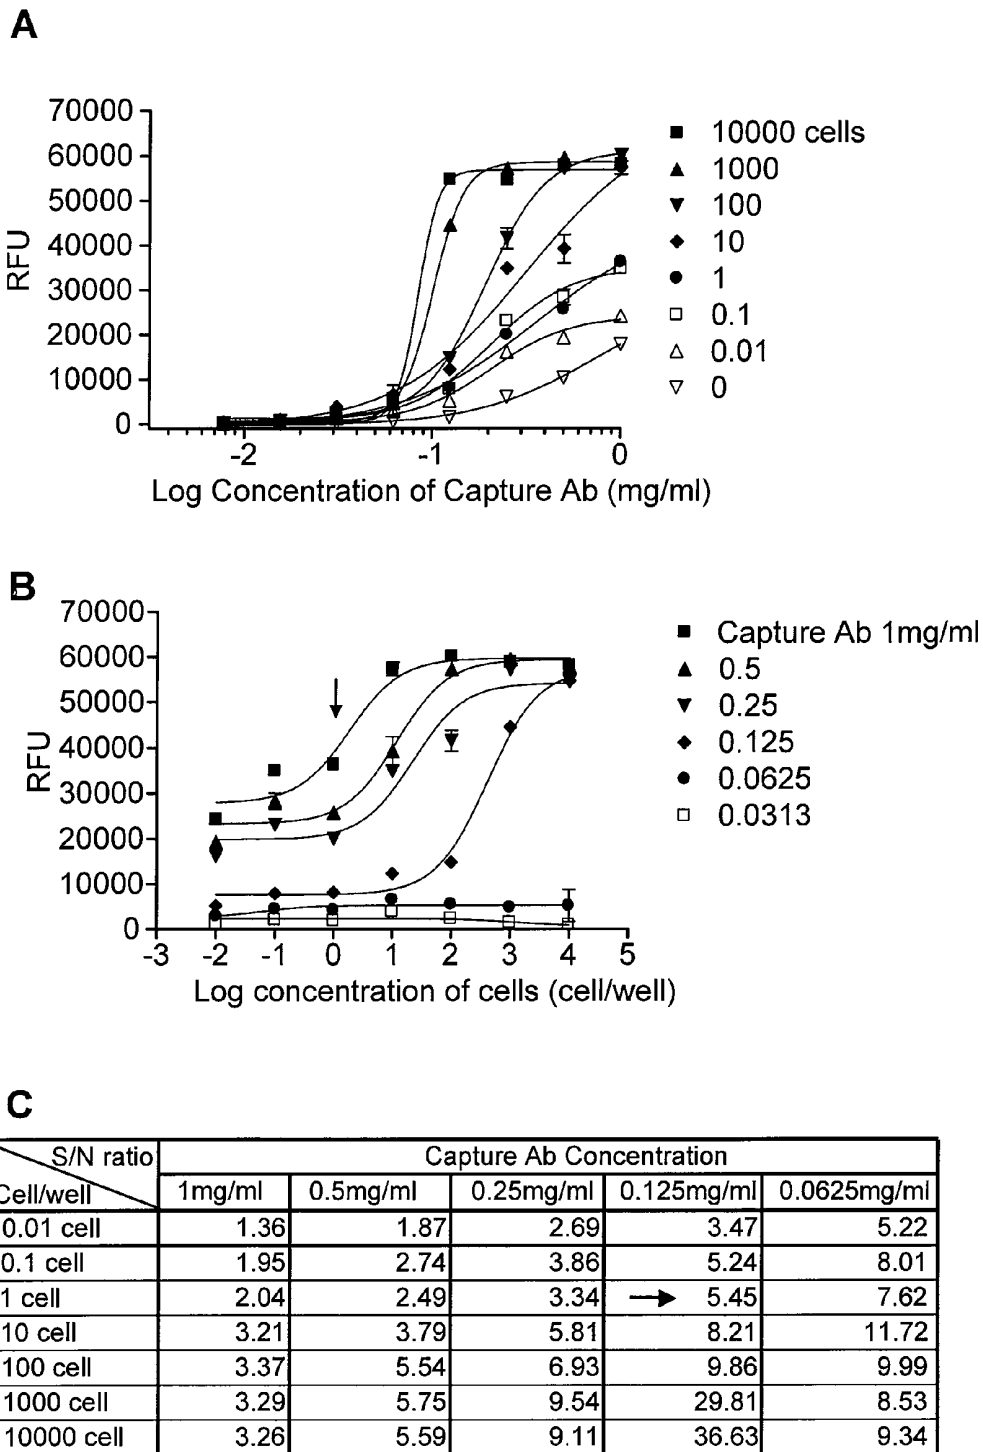 A
70000
60000
50000
40000
30000
20000
10000
0
RFU
-2 -1 0
Log Concentration of Capture Ab (mg/ml)
10000 cells
1000
100
10
1
0.1
0.01
0
B
70000
60000
50000
40000
30000
20000
10000
0
RFU
-3 -2 -1 0 1 2 3 4 5
Log concentration of cells (cell/well)
Capture Ab 1mg/ml
0.5
0.25
0.125
0.0625
0.0313
C
S/N ratio Capture Ab Concentration
Cell/well 1mg/ml 0.5mg/ml 0.25mg/ml 0.125mg/ml 0.0625mg/ml
0.01 cell 1.36 1.87 2.69 3.47 5.22
0.1 cell 1.95 2.74 3.86 5.24 8.01
1 cell 2.04 2.49 3.34 5.45 7.62
10 cell 3.21 3.79 5.81 8.21 11.72
100 cell 3.37 5.54 6.93 9.86 9.99
1000 cell 3.29 5.75 9.54 29.81 8.53
10000 cell 3.26 5.59 9.11 36.63 9.34